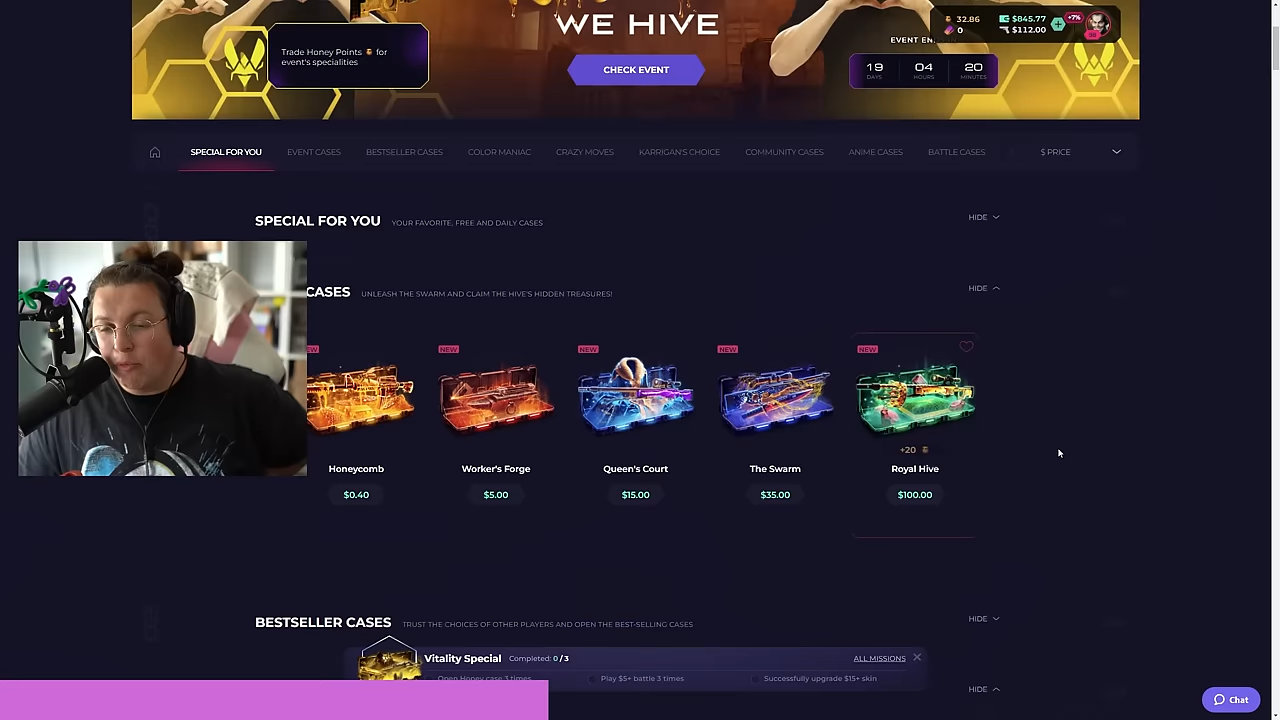 WE HIVE
Trade Honey Points for
event's specialities
CHECK EVENT
32.86
0
$845.77
$112.00
+7%
EVENT
19 04 20
DAYS HOURS MINUTES
SPECIAL FOR YOU EVENT CASES BESTSELLER CASES COLOR MANIAC CRAZY MOVES KARRIGAN'S CHOICE COMMUNITY CASES ANIME CASES BATTLE CASES $ PRICE
SPECIAL FOR YOU YOUR FAVORITE, FREE AND DAILY CASES HIDE
CASES UNLEASH THE SWARM AND CLAIM THE HIVE'S HIDDEN TREASURES! HIDE
NEW NEW NEW NEW
+20
Honeycomb Worker's Forge Queen's Court The Swarm Royal Hive
$0.40 $5.00 $15.00 $35.00 $100.00
BESTSELLER CASES TRUST THE CHOICES OF OTHER PLAYERS AND OPEN THE BEST-SELLING CASES HIDE
Vitality Special Completed: 0 / 3 ALL MISSIONS
Open Honey case 3 times Play $5+ battle 3 times Successfully upgrade $15+ skin
HIDE
Chat